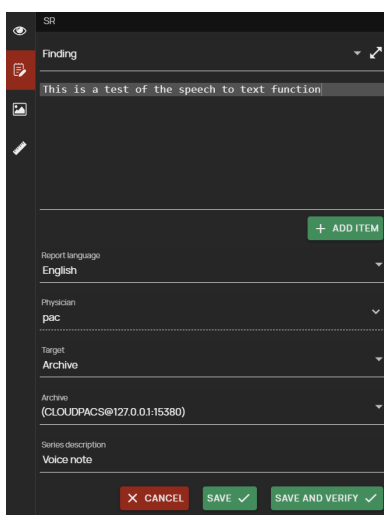 SR
Finding
This is a test of the speech to text function
+ ADD ITEM
Report language
English
Physician
pac
Target
Archive
Archive
(CLOUDPACS@127.0.0.1:15380)
Series description
Voice note
CANCEL SAVE SAVE AND VERIFY